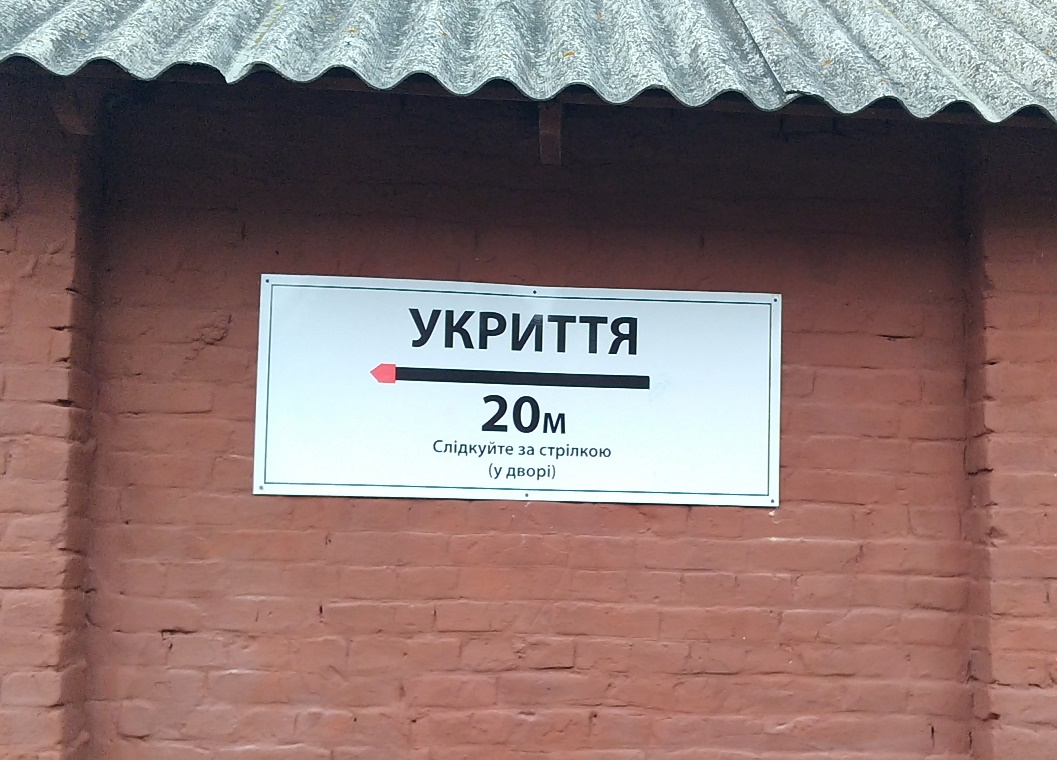 УКРИТТЯ
20м
Слідкуйте за стрілкою
(у дворі)